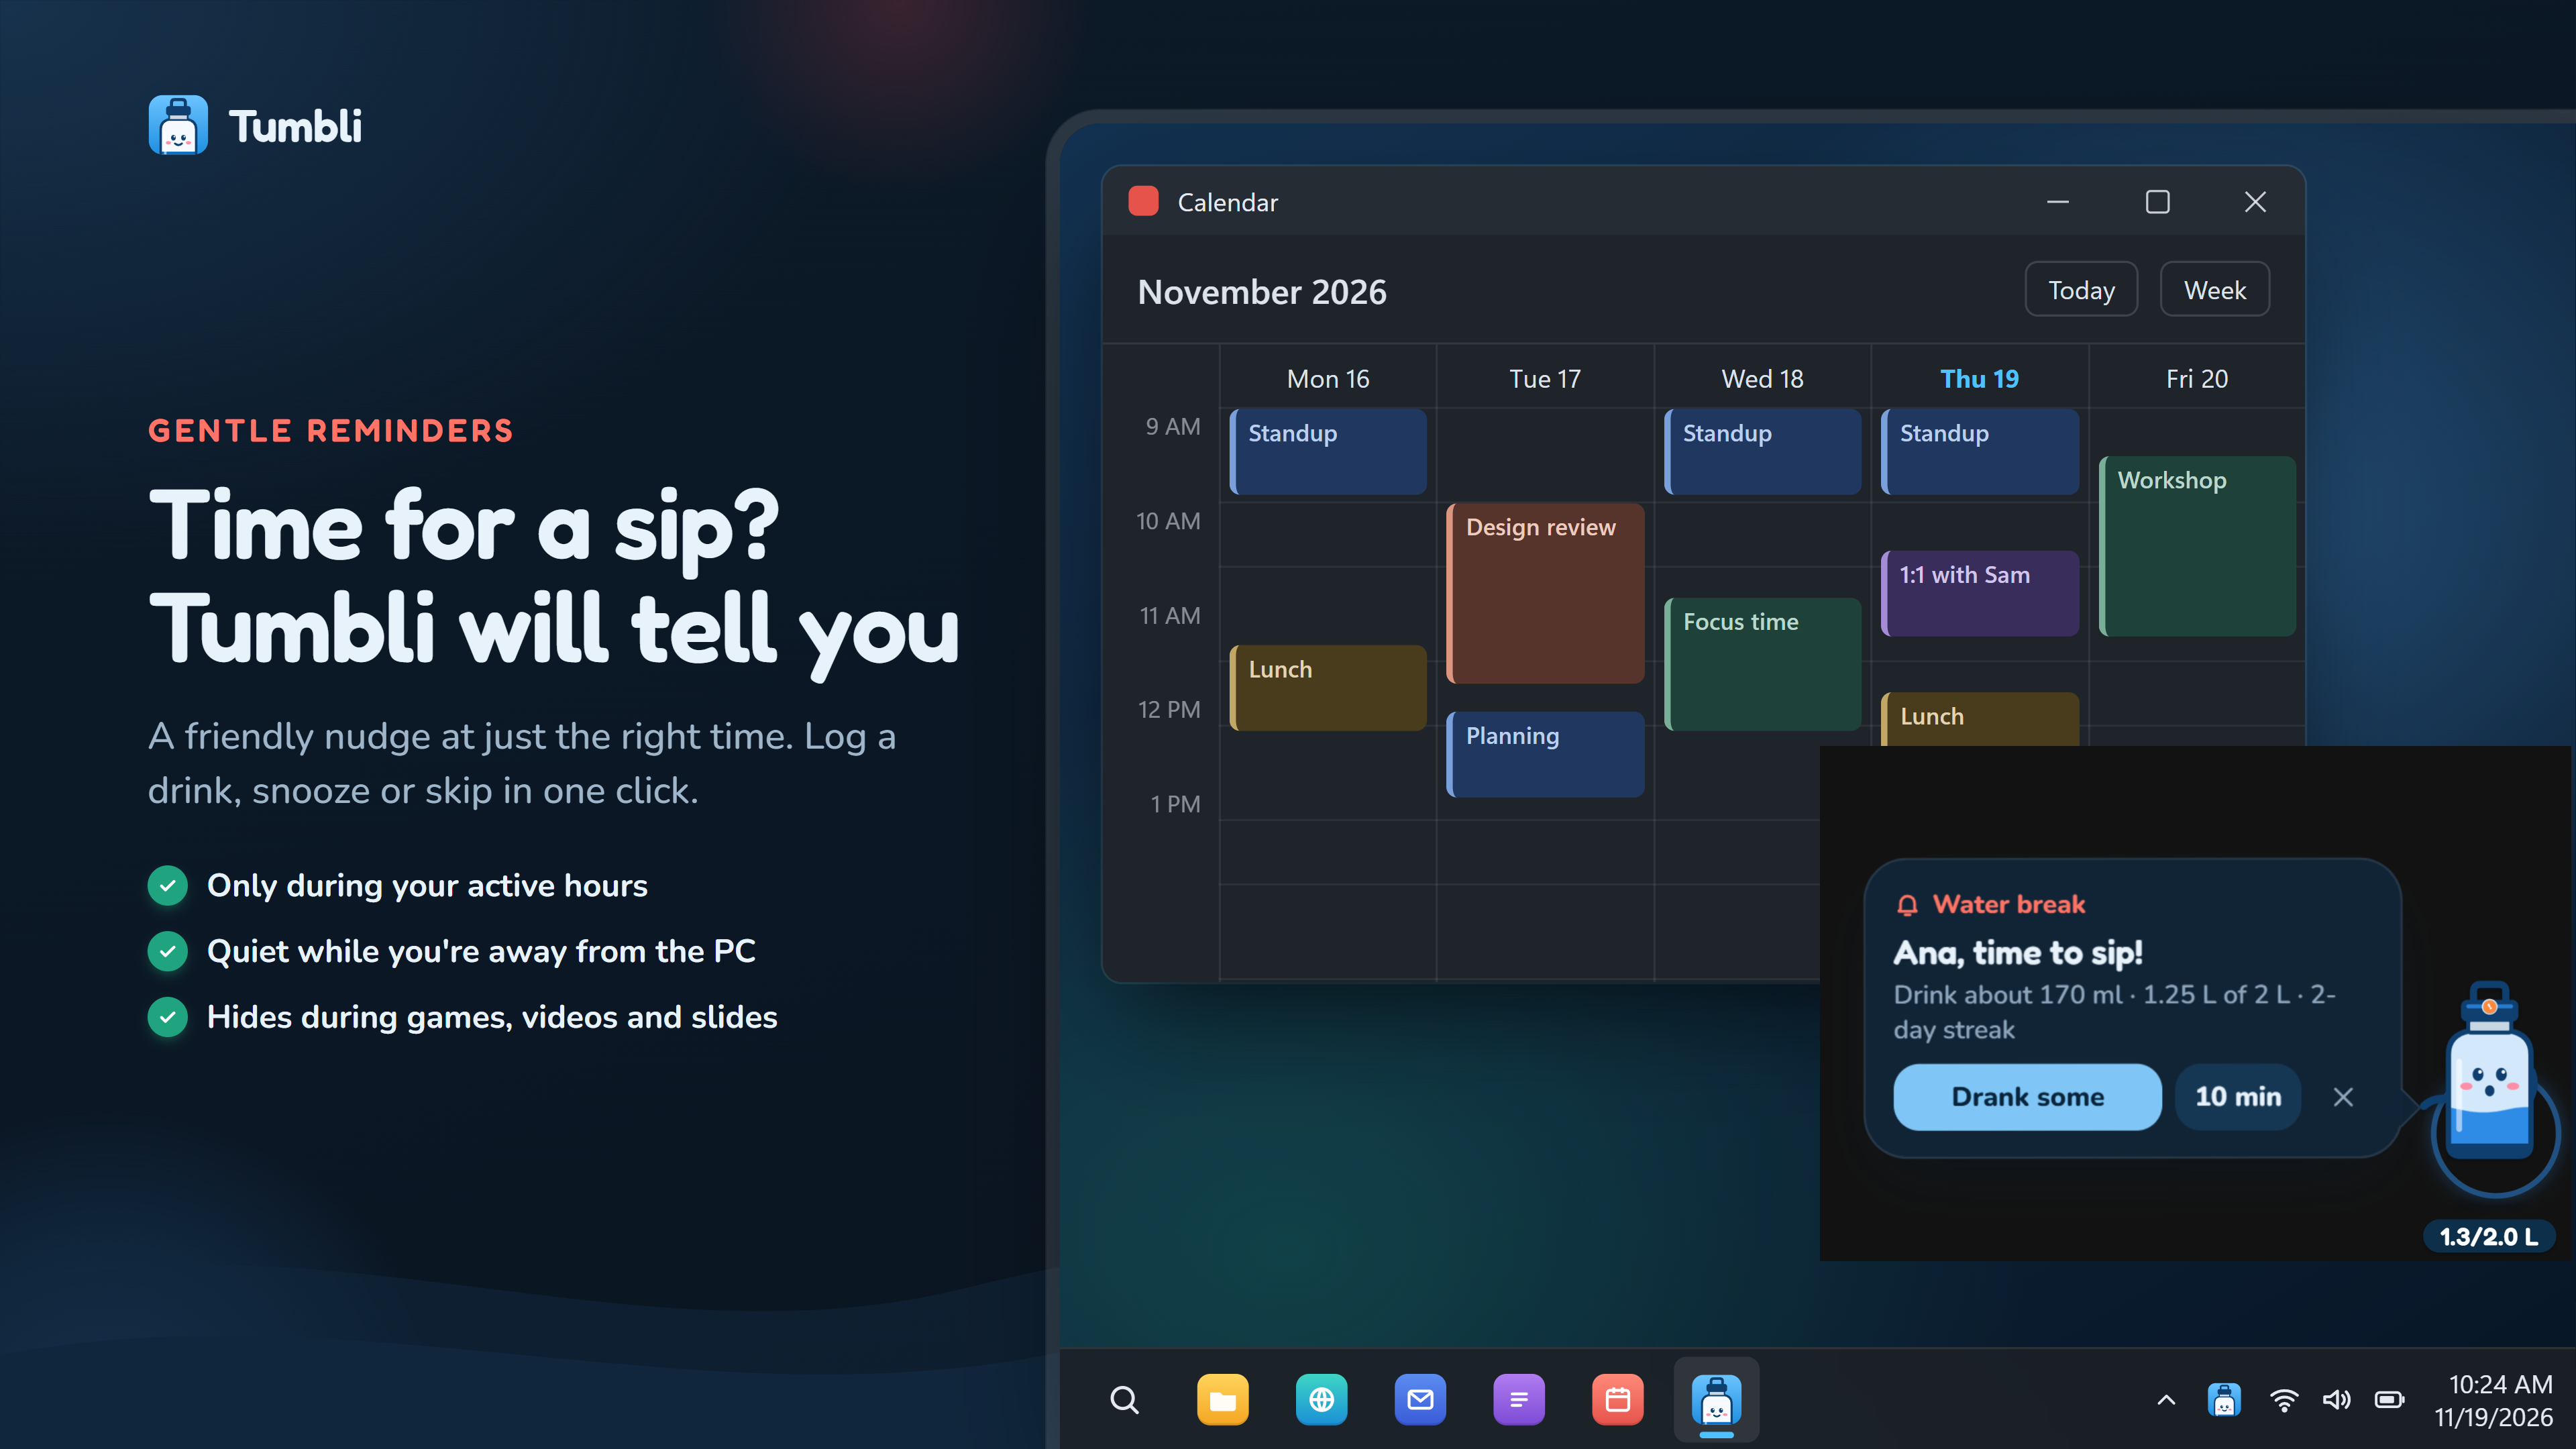 Tumbli
GENTLE REMINDERS
Time for a sip?
Tumbli will tell you
A friendly nudge at just the right time. Log a
drink, snooze or skip in one click.
Only during your active hours
Quiet while you're away from the PC
Hides during games, videos and slides
Calendar
November 2026
Today
Week
Mon 16
Tue 17
Wed 18
Thu 19
Fri 20
9 AM
10 AM
11 AM
12 PM
1 PM
Standup
Lunch
Design review
Planning
Standup
Focus time
Standup
1:1 with Sam
Lunch
Workshop
Water break
Ana, time to sip!
Drink about 170 ml · 1.25 L of 2 L · 2-
day streak
Drank some
10 min
1.3/2.0 L
10:24 AM
11/19/2026